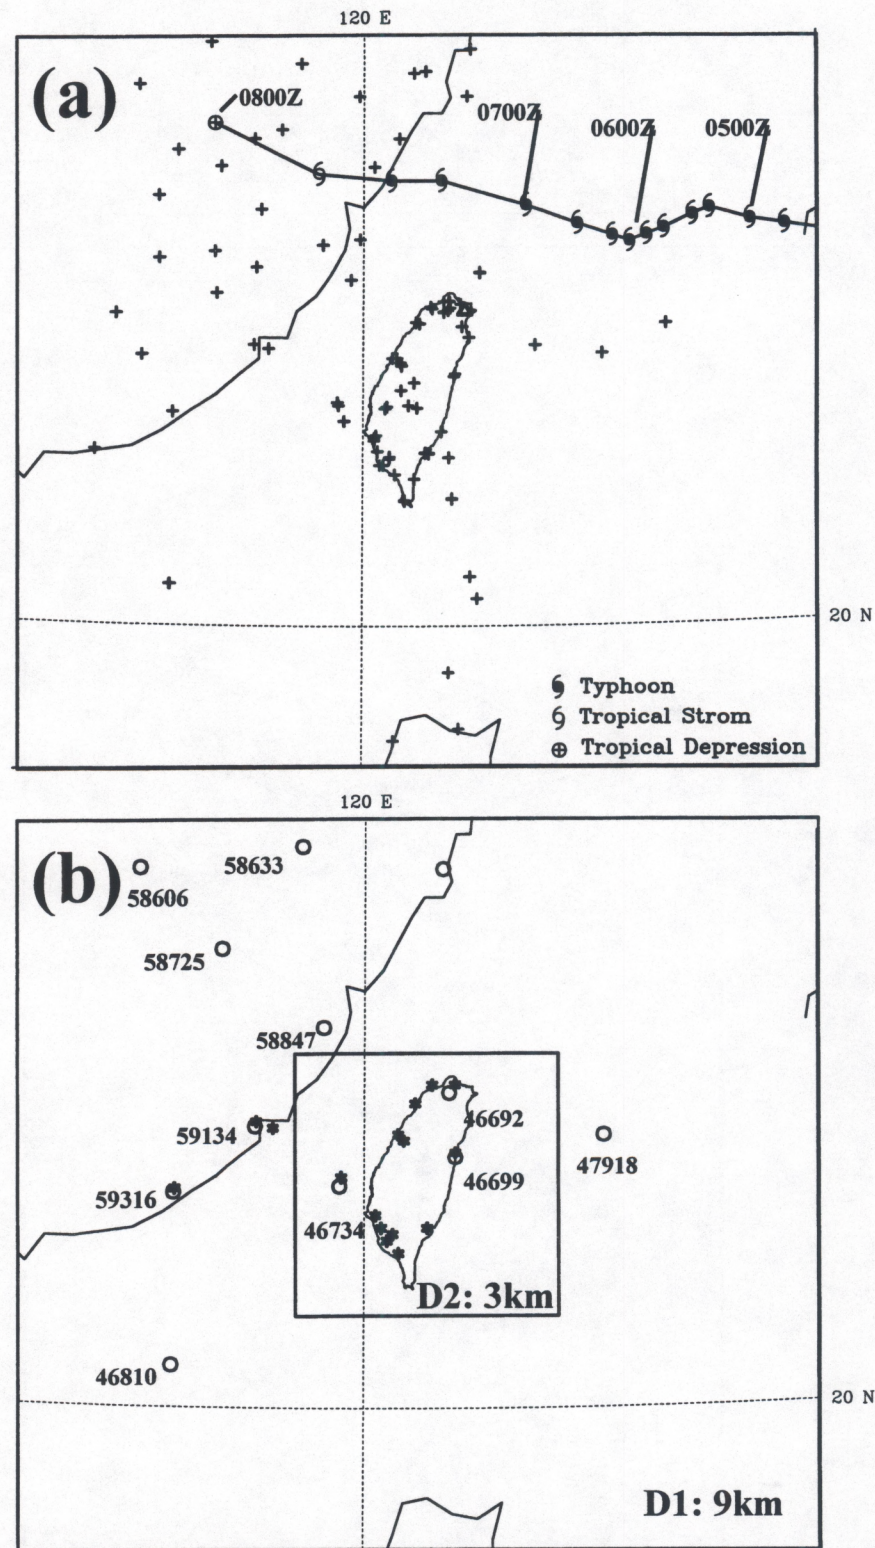 120 E
(a)
0800Z
0700Z
0600Z
0500Z
20 N
Typhoon
Tropical Strom
Tropical Depression
120 E
(b)
58633
58606
58725
58847
59134
46692
47918
46699
59316
46734
D2: 3km
46810
20 N
D1: 9km